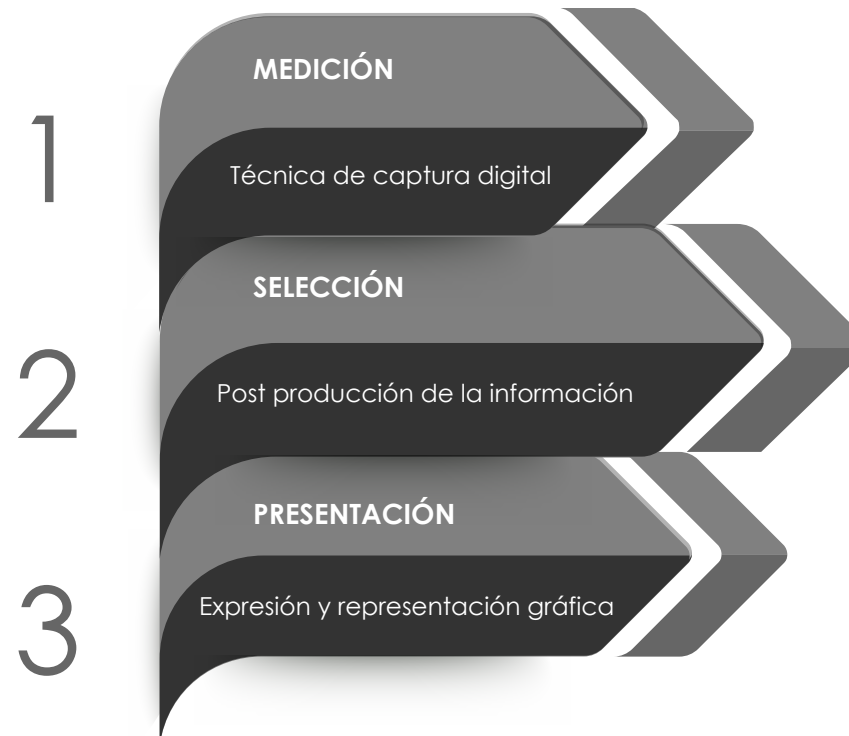 1
MEDICIÓN
Técnica de captura digital
2
SELECCIÓN
Post producción de la información
3
PRESENTACIÓN
Expresión y representación gráfica